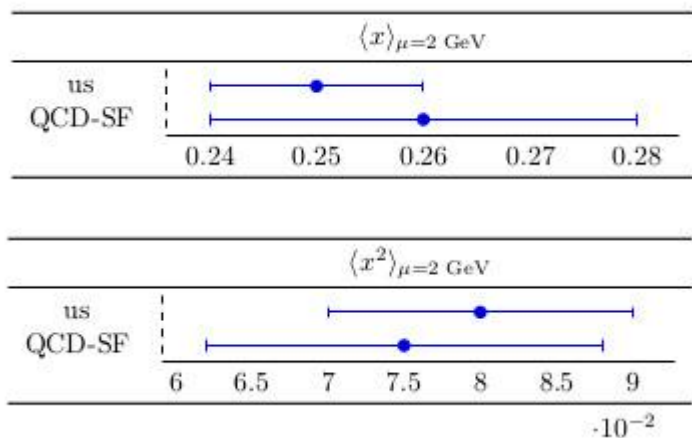 ⟨x⟩μ=2 GeV
us
QCD-SF
0.24 0.25 0.26 0.27 0.28
⟨x²⟩μ=2 GeV
us
QCD-SF
6 6.5 7 7.5 8 8.5 9
·10⁻²